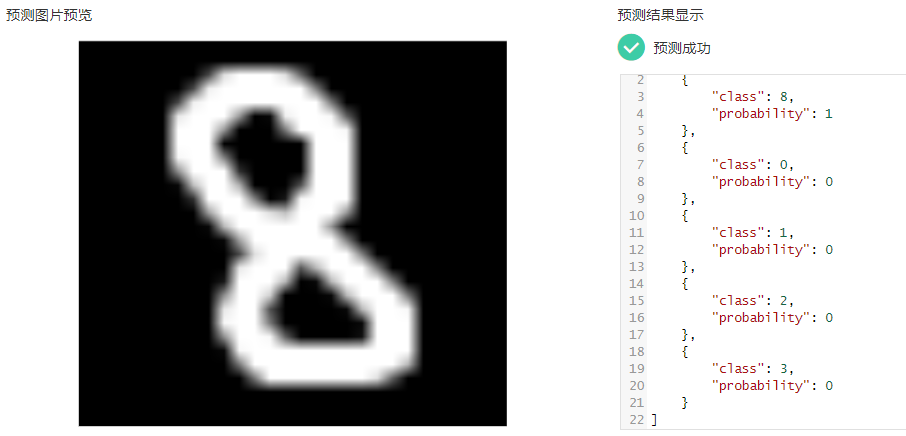 预测图片预览
8
预测结果显示
预测成功
2 {
3 "class": 8,
4 "probability": 1
5 },
6 {
7 "class": 0,
8 "probability": 0
9 },
10 {
11 "class": 1,
12 "probability": 0
13 },
14 {
15 "class": 2,
16 "probability": 0
17 },
18 {
19 "class": 3,
20 "probability": 0
21 }
22 ]